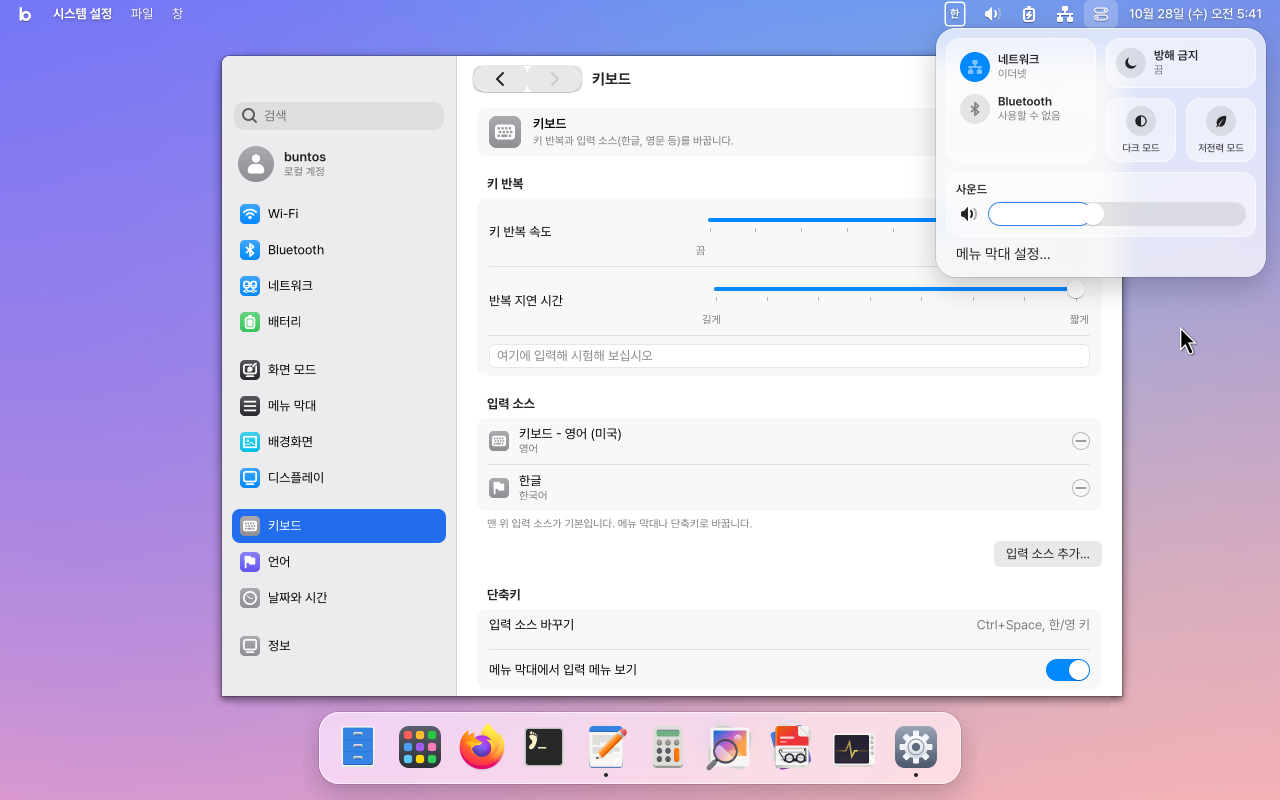 시스템 설정 파일 창
한 10월 28일 (수) 오전 5:41
검색
buntos
로컬 계정
Wi-Fi
Bluetooth
네트워크
배터리
화면 모드
메뉴 막대
배경화면
디스플레이
키보드
언어
날짜와 시간
정보
키보드
키보드
키 반복과 입력 소스(한글, 영문 등)를 바꿉니다.
키 반복
키 반복 속도
끔
반복 지연 시간
길게 짧게
여기에 입력해 시험해 보십시오
입력 소스
키보드 - 영어 (미국)
영어
한글
한국어
맨 위 입력 소스가 기본입니다. 메뉴 막대나 단축키로 바꿉니다.
입력 소스 추가...
단축키
입력 소스 바꾸기 Ctrl+Space, 한/영 키
메뉴 막대에서 입력 메뉴 보기
네트워크
이더넷
Bluetooth
사용할 수 없음
방해 금지
끔
다크 모드
저전력 모드
사운드
메뉴 막대 설정...